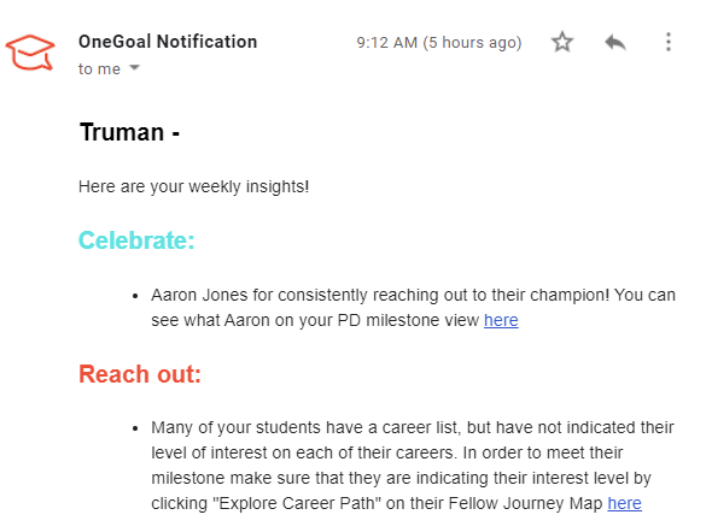 OneGoal Notification 9:12 AM (5 hours ago)
to me
Truman -
Here are your weekly insights!
Celebrate:
• Aaron Jones for consistently reaching out to their champion! You can
see what Aaron on your PD milestone view here
Reach out:
• Many of your students have a career list, but have not indicated their
level of interest on each of their careers. In order to meet their
milestone make sure that they are indicating their interest level by
clicking "Explore Career Path" on their Fellow Journey Map here